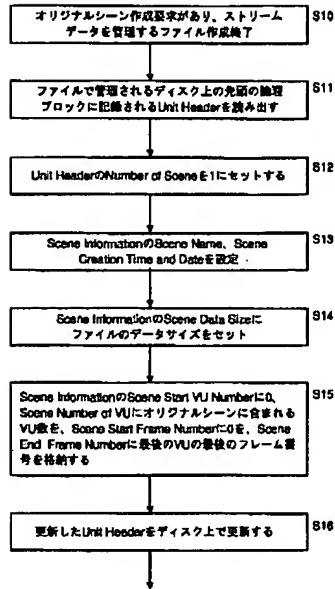 オリジナルシーン作成要求があり、ストリーム
データを管理するファイル作成終了
S10
ファイルで管理されるディスク上の先頭の論理
ブロックに記録されるUnit Headerを読み出す
S11
Unit HeaderのNumber of Sceneを1にセットする
S12
Scene InformationのScene Name、Scene
Creation Time and Dateを設定
S13
Scene InformationのScene Data Sizeに
ファイルのデータサイズをセット
S14
Scene InformationのScene Start VU Numberに0、
Scene Number of VUにオリジナルシーンに含まれる
VU数を、Scene Start Frame Numberに0を、Scene
End Frame Numberに最後のVUの最後のフレーム番
号を格納する
S15
更新したUnit Headerをディスク上で更新する
S16